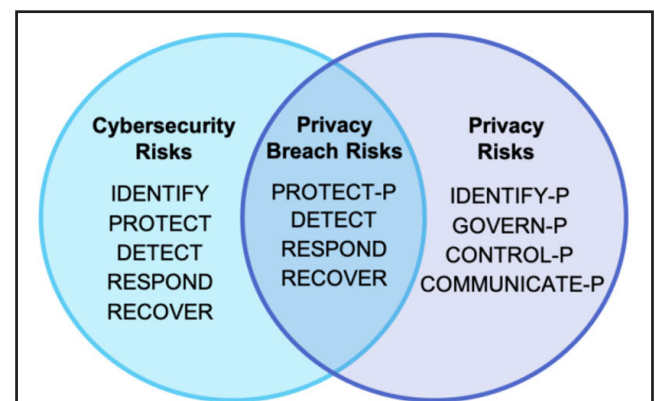 Cybersecurity
Risks
IDENTIFY
PROTECT
DETECT
RESPOND
RECOVER
Privacy
Breach Risks
PROTECT-P
DETECT
RESPOND
RECOVER
Privacy
Risks
IDENTIFY-P
GOVERN-P
CONTROL-P
COMMUNICATE-P